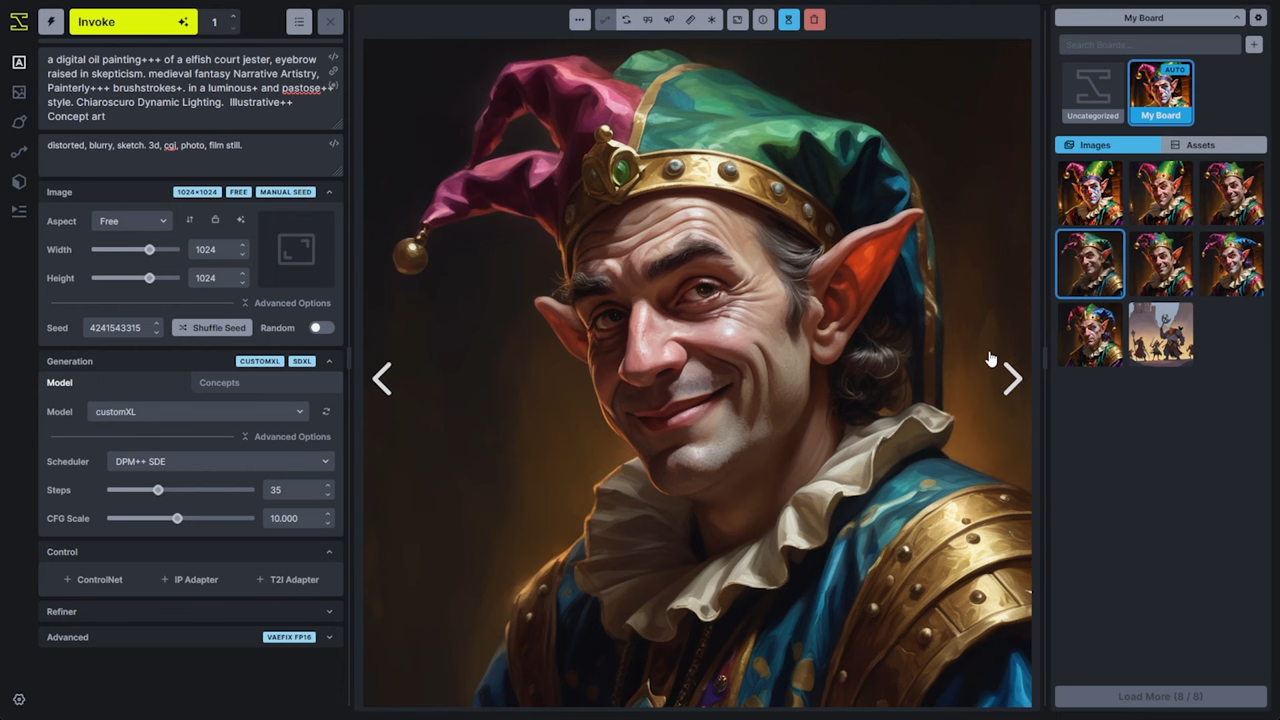 Invoke
1
a digital oil painting+++ of a elfish court jester, eyebrow
raised in skepticism. medieval fantasy Narrative Artistry,
Painterly+++ brushstrokes+. in a luminous+ and pastose++
style. Chiaroscuro Dynamic Lighting.  Illustrative++
Concept art
distorted, blurry, sketch. 3d, cgi, photo, film still.
Image
1024×1024
FREE
MANUAL SEED
Aspect
Free
Width
1024
Height
1024
Advanced Options
Seed
4241543315
Shuffle Seed
Random
Generation
CUSTOMXL
SDXL
Model
Concepts
Model
customXL
Advanced Options
Scheduler
DPM++ SDE
Steps
35
CFG Scale
10.000
Control
+ ControlNet
+ IP Adapter
+ T2I Adapter
Refiner
Advanced
VAEFIX FP16
My Board
Search Boards...
Uncategorized
AUTO
My Board
Images
Assets
Load More (8 / 8)